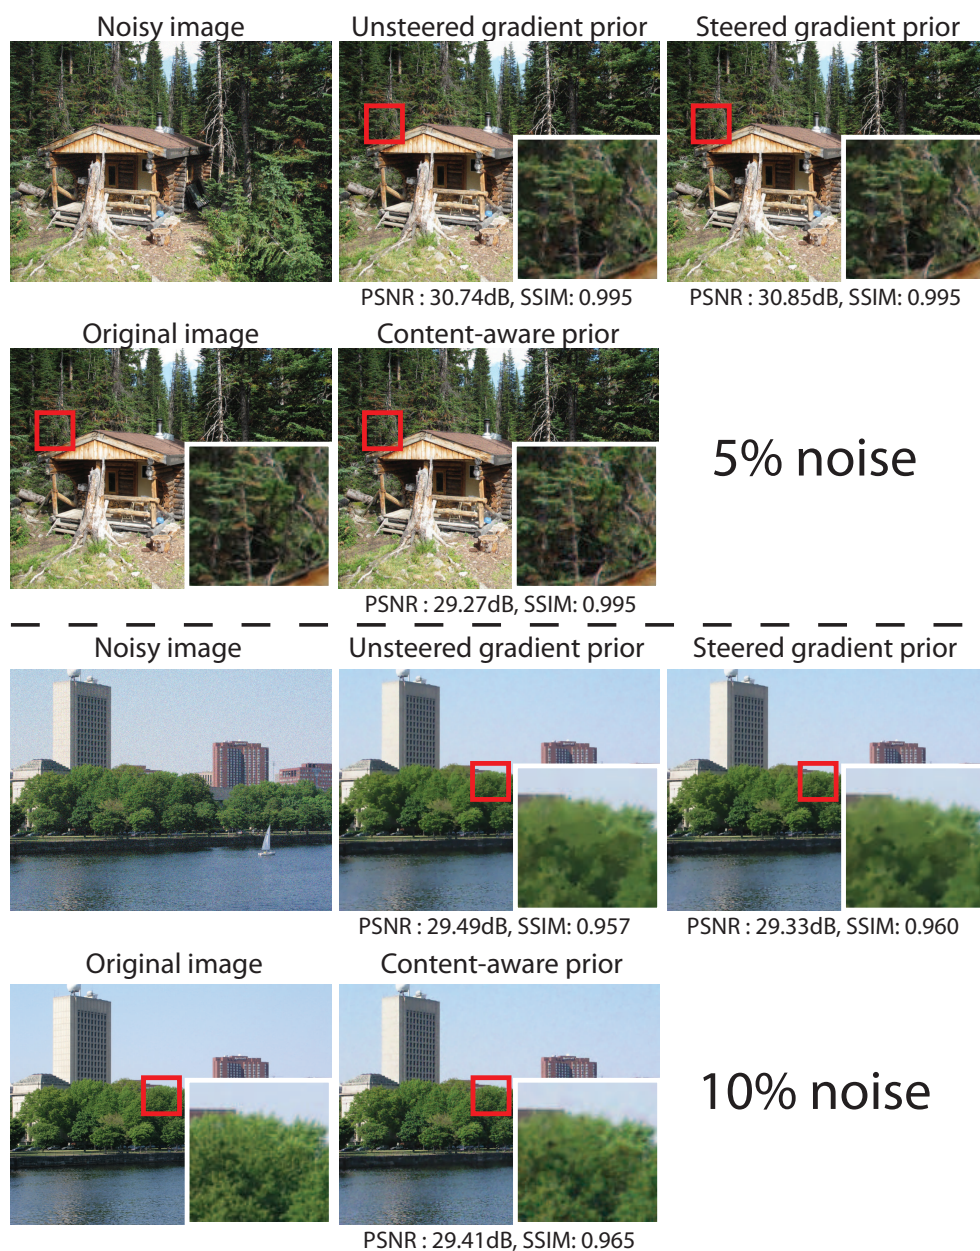 Noisy image
Unsteered gradient prior
Steered gradient prior
PSNR : 30.74dB, SSIM: 0.995
PSNR : 30.85dB, SSIM: 0.995
Original image
Content-aware prior
5% noise
PSNR : 29.27dB, SSIM: 0.995
Noisy image
Unsteered gradient prior
Steered gradient prior
PSNR : 29.49dB, SSIM: 0.957
PSNR : 29.33dB, SSIM: 0.960
Original image
Content-aware prior
10% noise
PSNR : 29.41dB, SSIM: 0.965